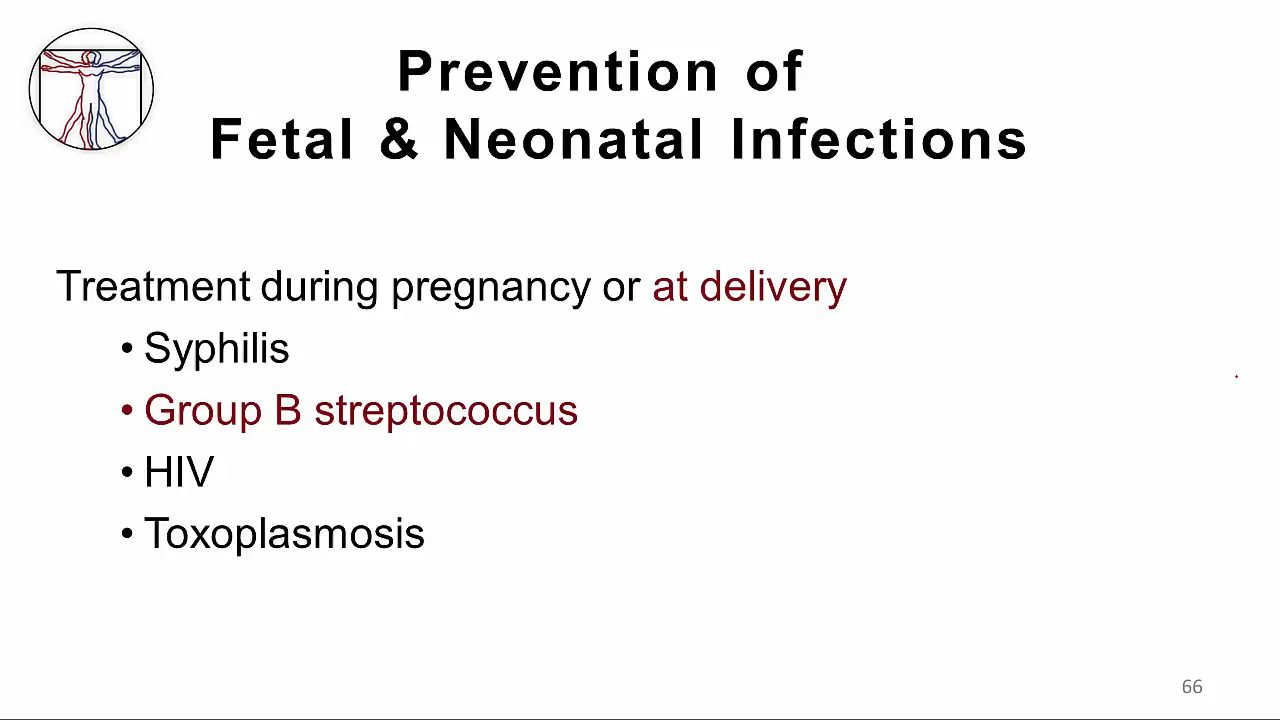 Prevention of
Fetal & Neonatal Infections
Treatment during pregnancy or at delivery
• Syphilis
• Group B streptococcus
• HIV
• Toxoplasmosis
66